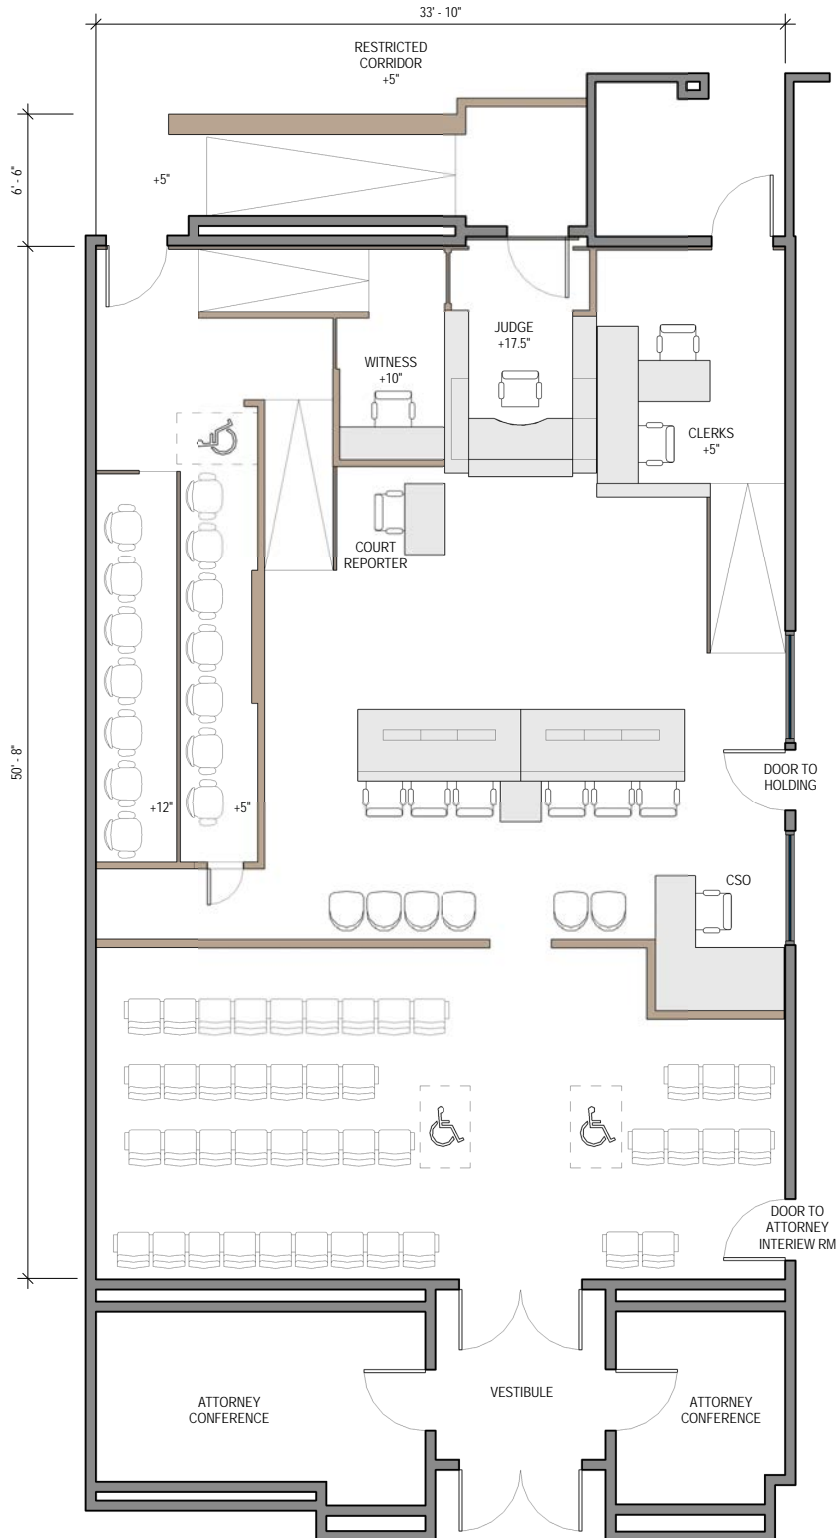 33' - 10"
RESTRICTED
CORRIDOR
+5"
6' - 6"
+5"
JUDGE
+17.5"
WITNESS
+10"
CLERKS
+5"
COURT
REPORTER
50' - 8"
DOOR TO
HOLDING
+12"
+5"
CSO
DOOR TO
ATTORNEY
INTERIEW RM
VESTIBULE
ATTORNEY
CONFERENCE
ATTORNEY
CONFERENCE